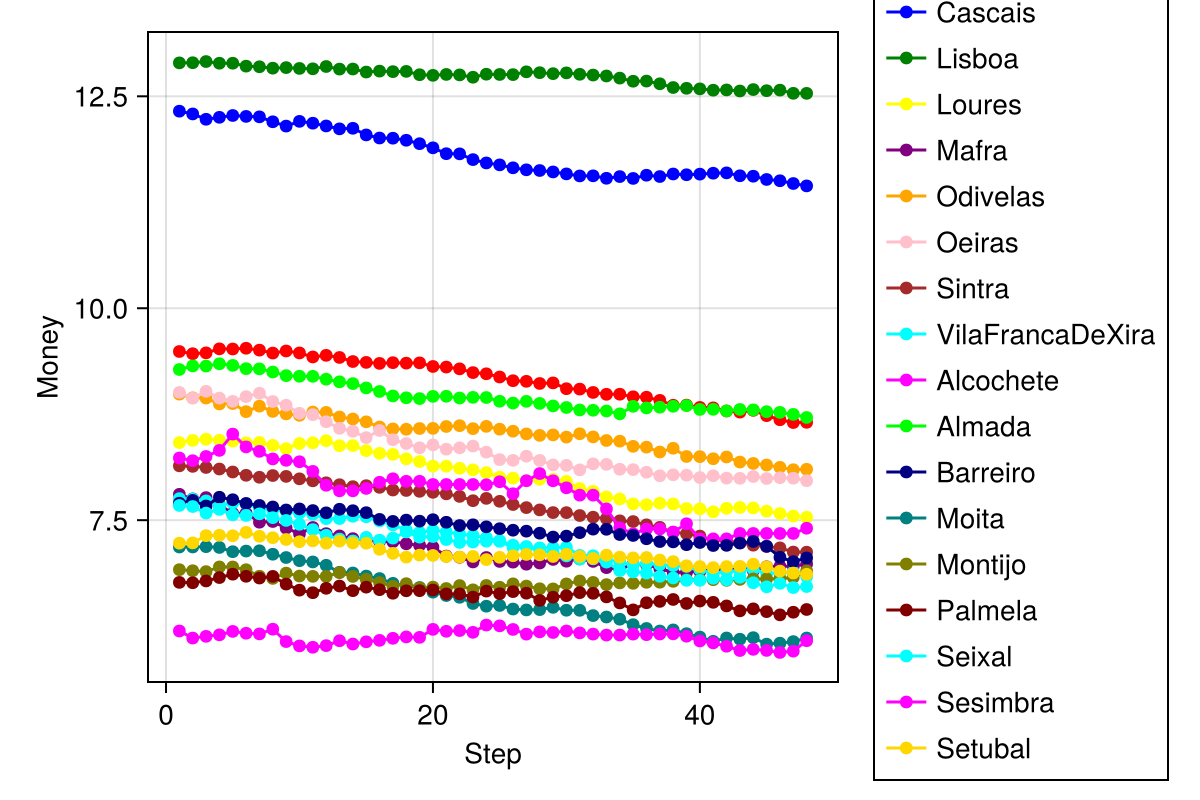 Cascais
Lisboa
Loures
Mafra
Odivelas
Oeiras
Sintra
VilaFrancaDeXira
Alcochete
Almada
Barreiro
Moita
Montijo
Palmela
Seixal
Sesimbra
Setubal
12.5
10.0
7.5
Money
0 20 40
Step